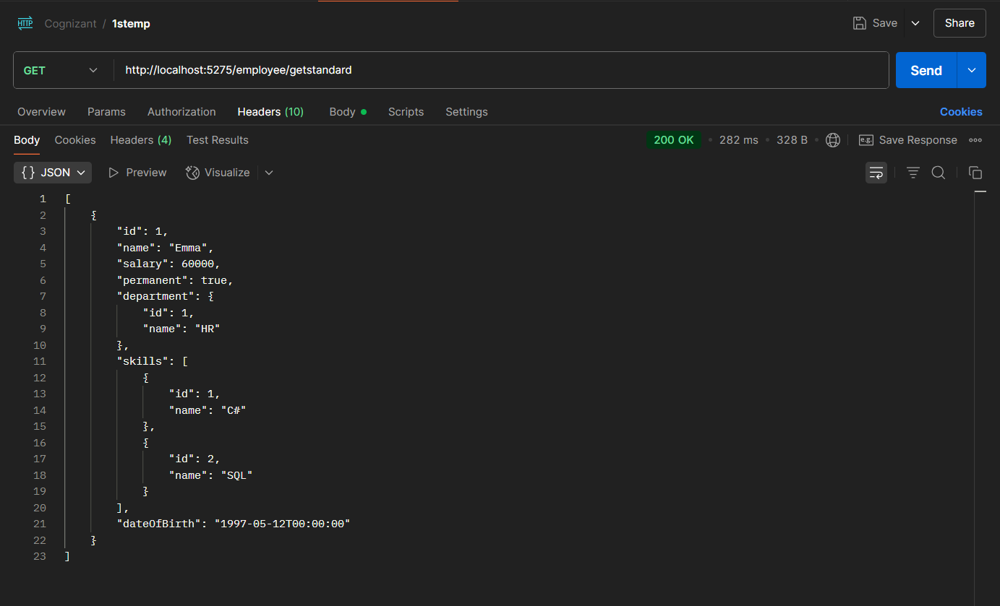 HTTP Cognizant / 1stemp Save Share
GET http://localhost:5275/employee/getstandard Send
Overview Params Authorization Headers (10) Body Scripts Settings Cookies
Body Cookies Headers (4) Test Results 200 OK • 282 ms • 328 B e.g. Save Response
{} JSON Preview Visualize
1 [
2 {
3 "id": 1,
4 "name": "Emma",
5 "salary": 60000,
6 "permanent": true,
7 "department": {
8 "id": 1,
9 "name": "HR"
10 },
11 "skills": [
12 {
13 "id": 1,
14 "name": "C#"
15 },
16 {
17 "id": 2,
18 "name": "SQL"
19 }
20 ],
21 "dateOfBirth": "1997-05-12T00:00:00"
22 }
23 ]